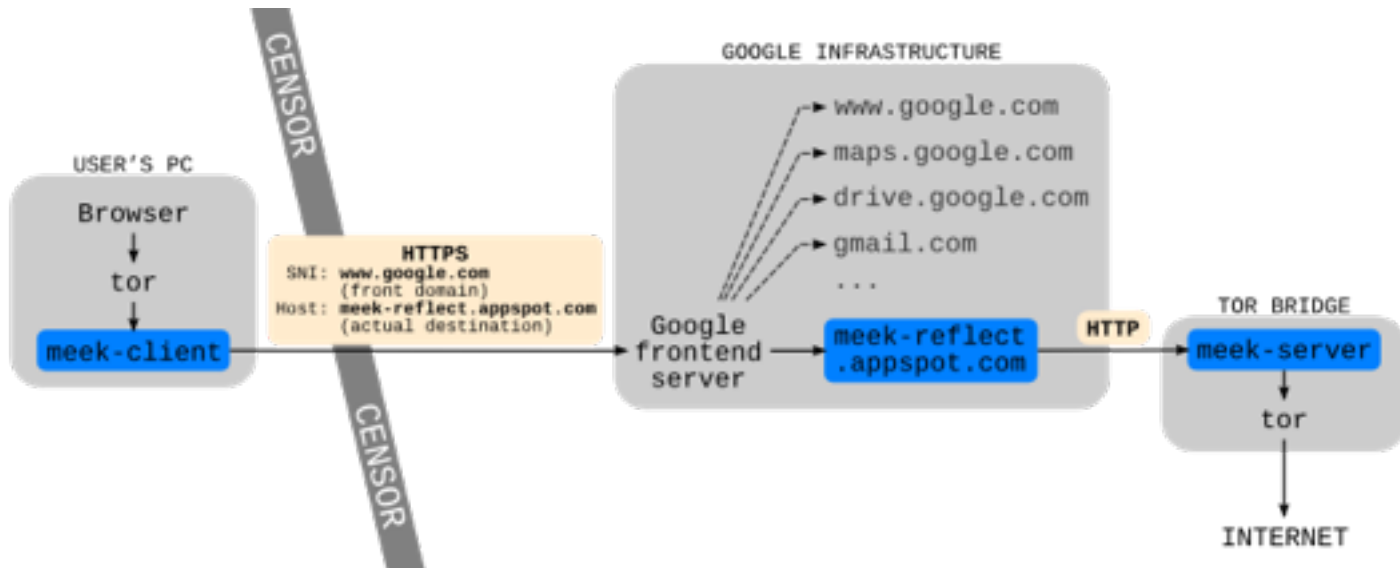 CENSOR
GOOGLE INFRASTRUCTURE
www.google.com
maps.google.com
drive.google.com
gmail.com
...
USER'S PC
Browser
tor
meek-client
HTTPS
SNI: www.google.com
(front domain)
Host: meek-reflect.appspot.com
(actual destination)
Google
frontend
server
meek-reflect
.appspot.com
HTTP
TOR BRIDGE
meek-server
tor
INTERNET
CENSOR